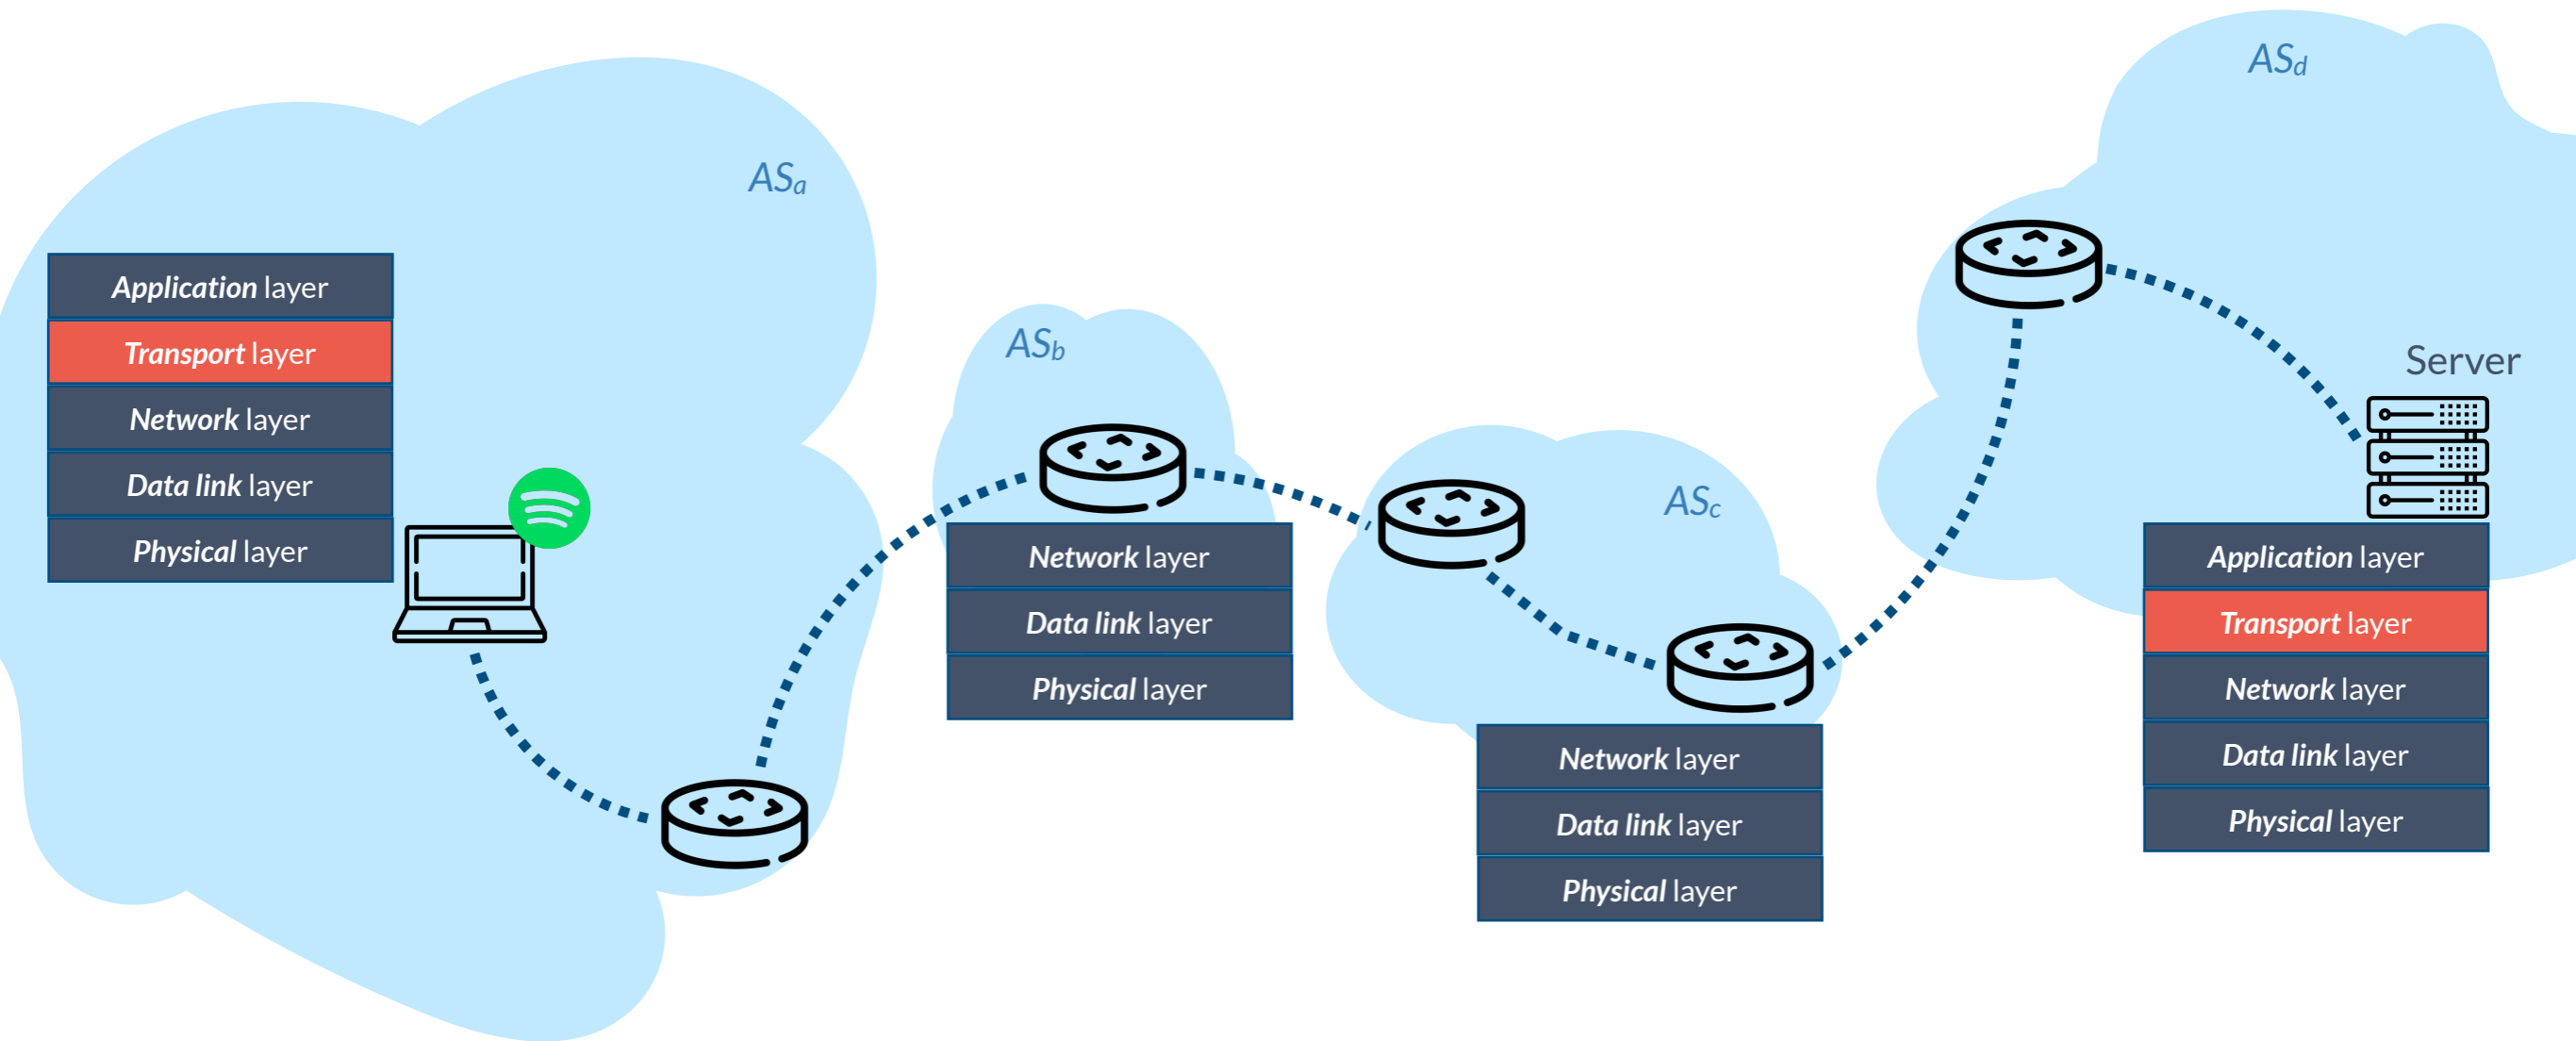 ASa
Application layer
Transport layer
Network layer
Data link layer
Physical layer
ASb
Network layer
Data link layer
Physical layer
ASc
Network layer
Data link layer
Physical layer
ASd
Server
Application layer
Transport layer
Network layer
Data link layer
Physical layer